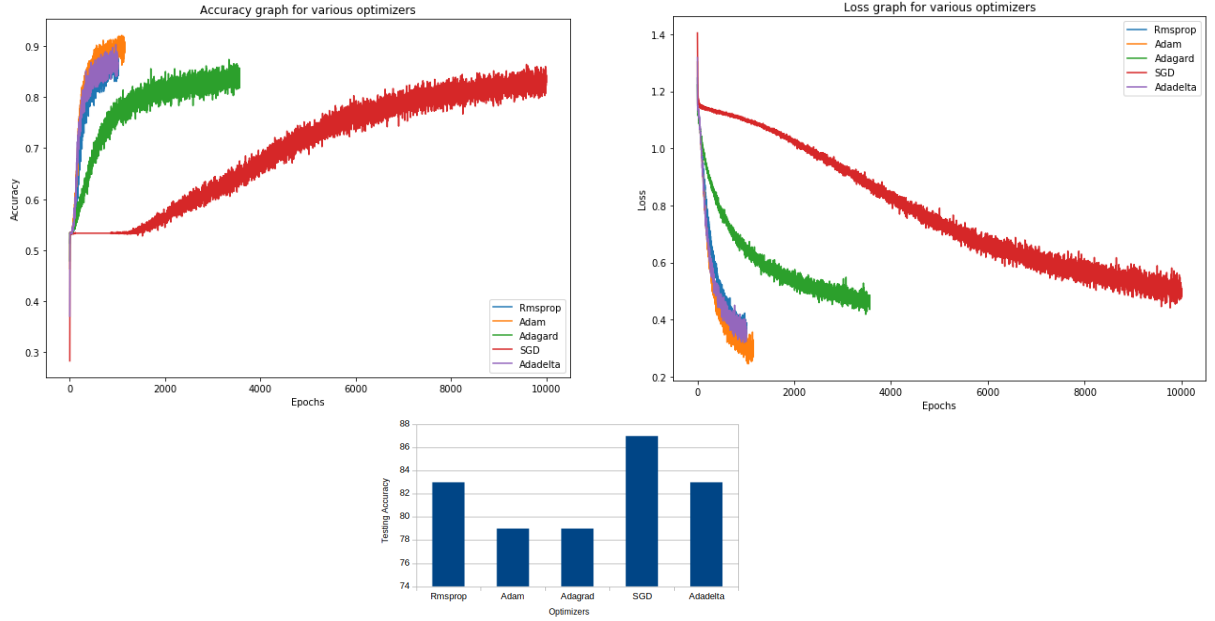 Accuracy graph for various optimizers
0.9
0.8
0.7
0.6
0.5
0.4
0.3
Accuracy
0 2000 4000 6000 8000 10000
Epochs
Rmsprop
Adam
Adagard
SGD
Adadelta
Loss graph for various optimizers
1.4
1.2
1.0
0.8
0.6
0.4
0.2
Loss
0 2000 4000 6000 8000 10000
Epochs
Rmsprop
Adam
Adagard
SGD
Adadelta
88
86
84
82
80
78
76
74
Testing Accuracy
Rmsprop Adam Adagrad SGD Adadelta
Optimizers